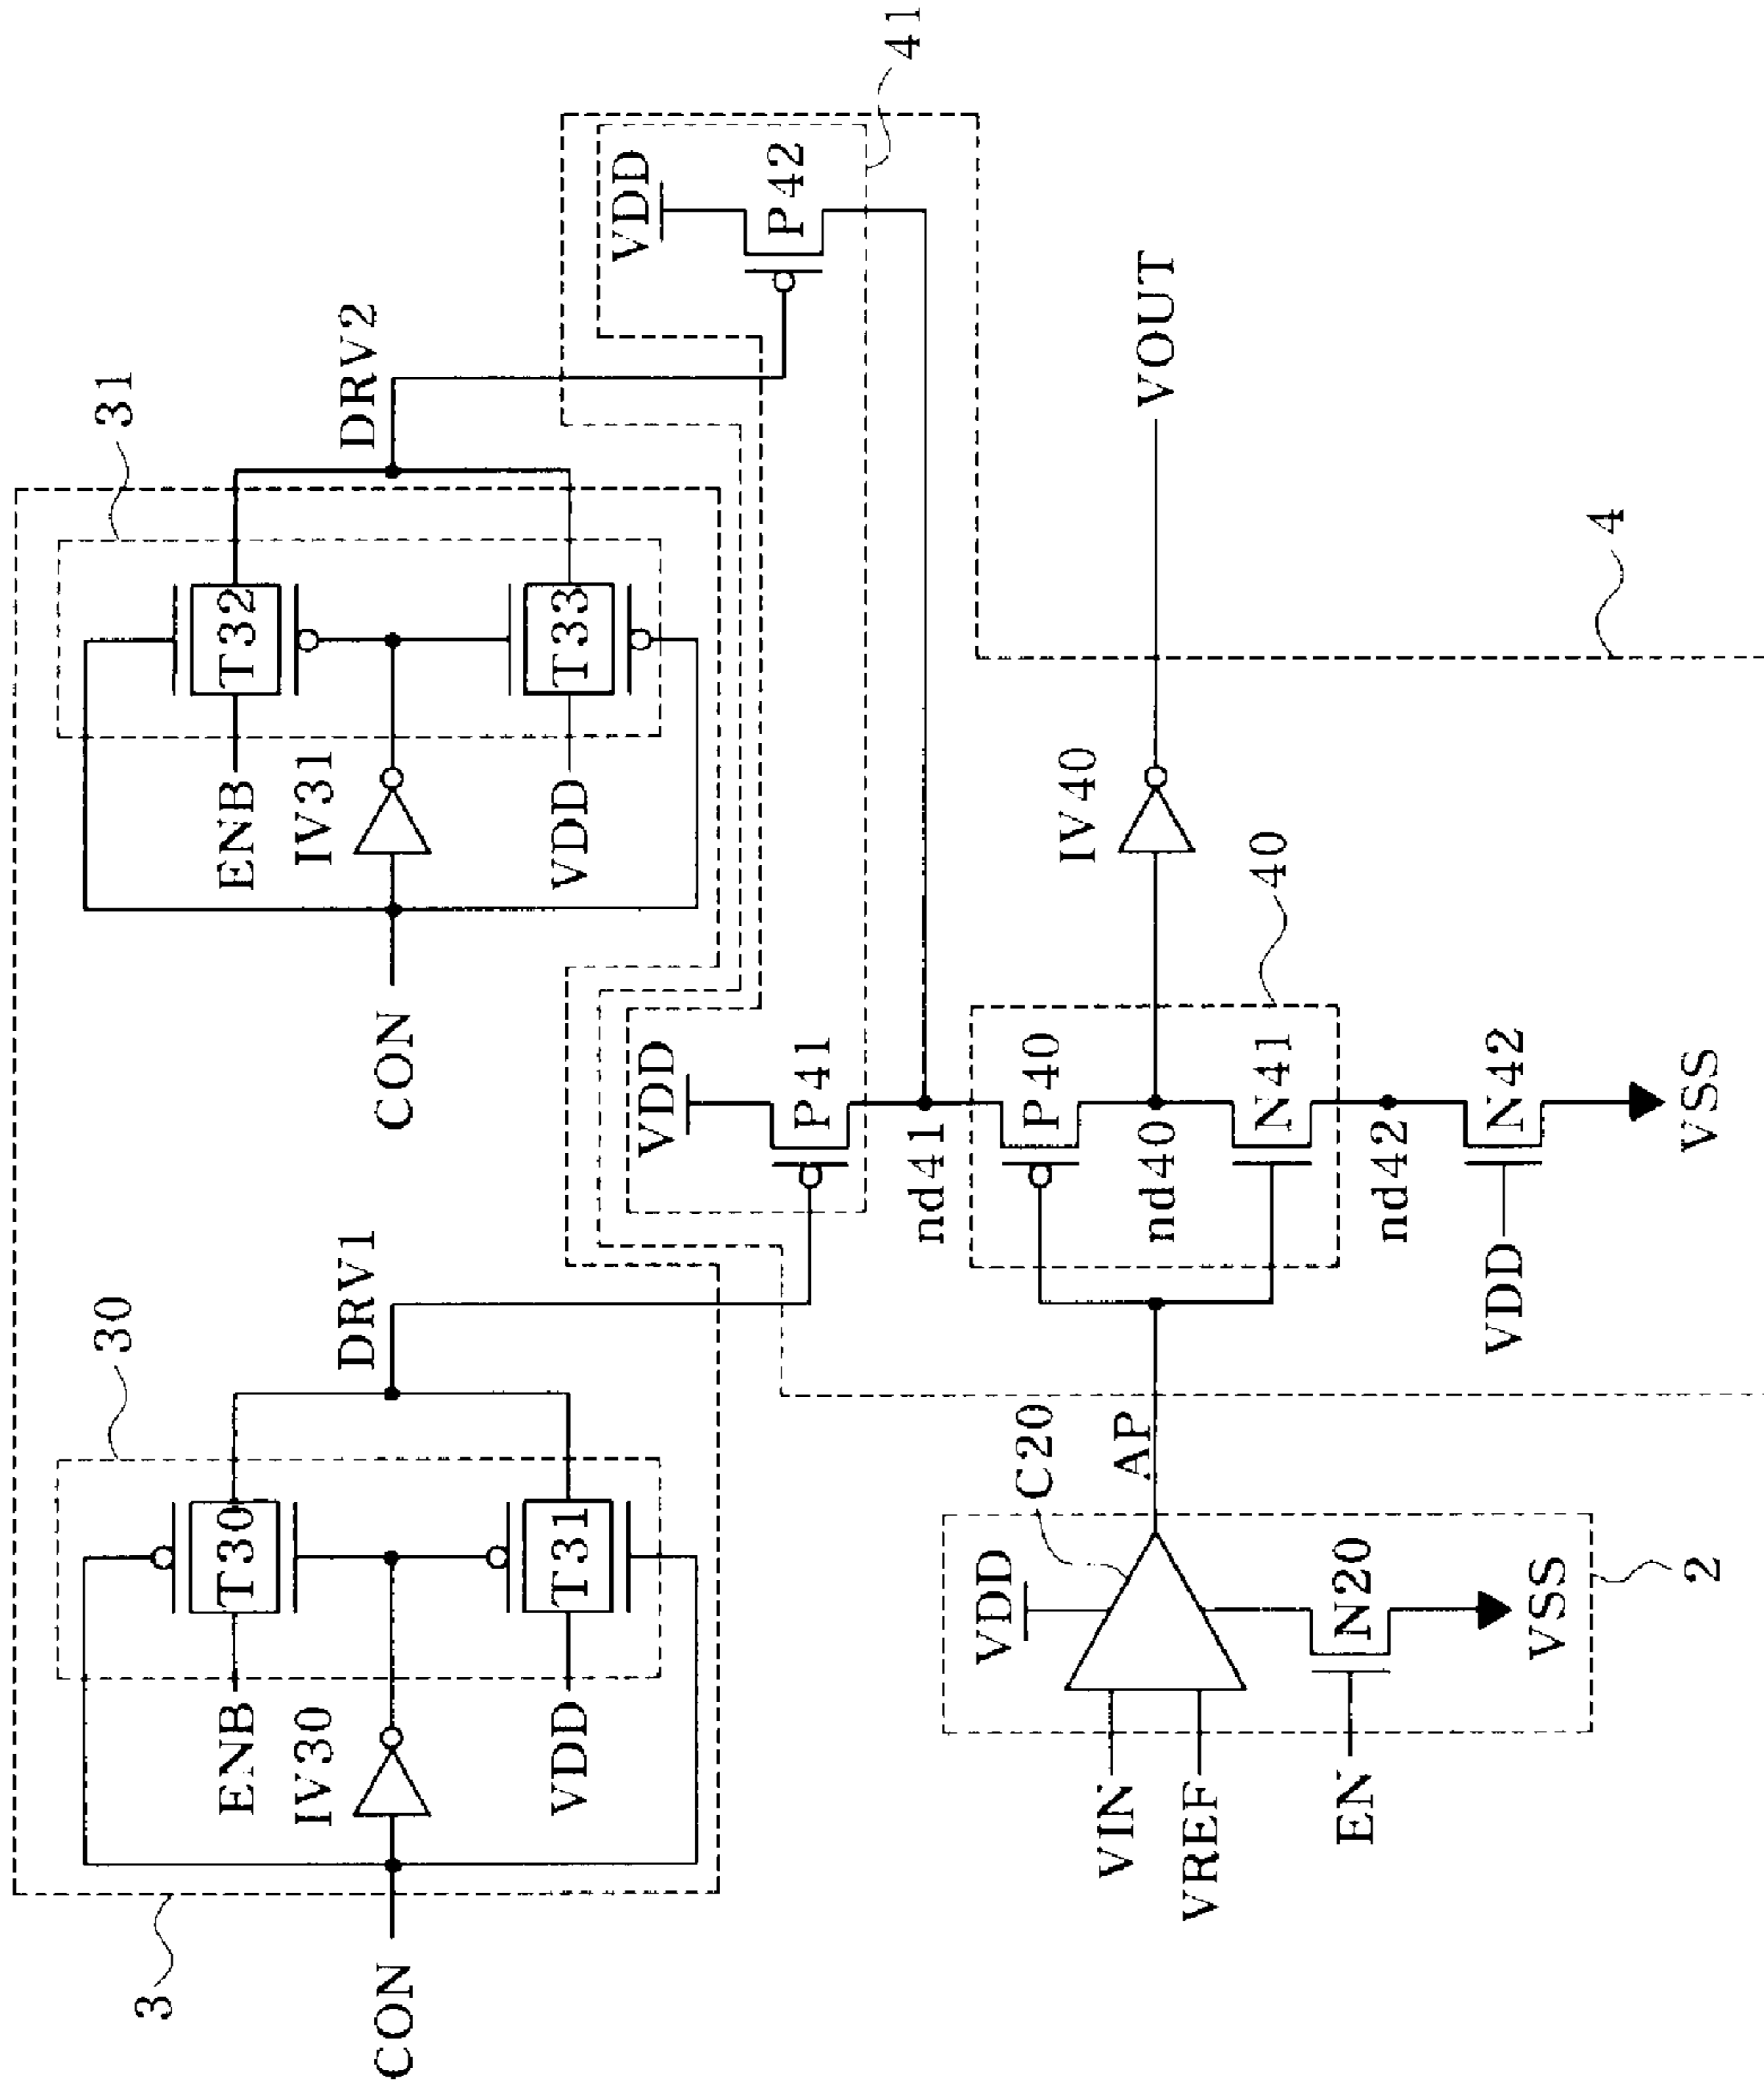 3
30
31
CON
ENB
IV30
VDD
T30
T31
DRV1
CON
ENB
IV31
VDD
T32
T33
DRV2
VDD
P41
VDD
P42
41
nd41
P40
nd40
N41
40
nd42
VDD
N42
VSS
IV40
VOUT
4
VIN
VREF
EN
VDD
C20
AP
N20
VSS
2